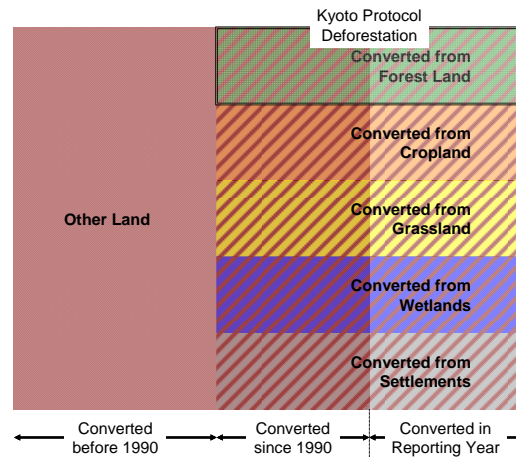 Kyoto Protocol
Deforestation
Converted from
Forest Land
Converted from
Cropland
Other Land
Converted from
Grassland
Converted from
Wetlands
Converted from
Settlements
Converted
before 1990
Converted
since 1990
Converted in
Reporting Year